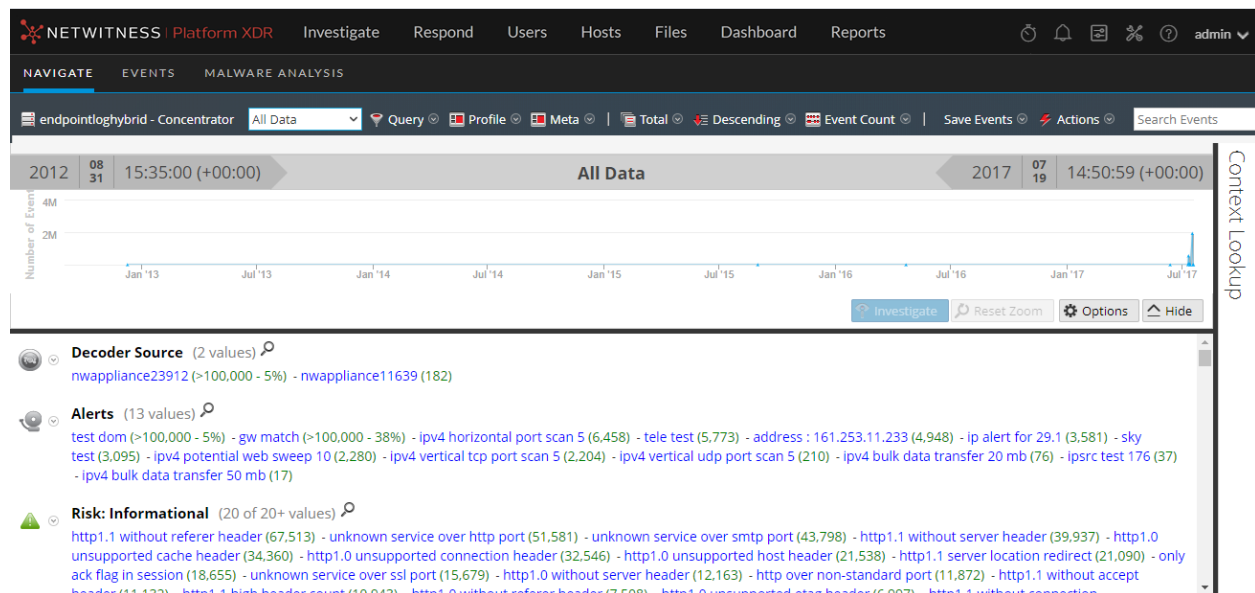 NETWITNESS Platform XDR Investigate Respond Users Hosts Files Dashboard Reports admin
NAVIGATE EVENTS MALWARE ANALYSIS
endpointloghybrid - Concentrator All Data Query Profile Meta | Total Descending Event Count | Save Events Actions Search Events
2012 08 31 15:35:00 (+00:00) All Data 2017 07 19 14:50:59 (+00:00)
Context Lookup
Number of Event
4M
2M
Jan '13 Jul '13 Jan '14 Jul '14 Jan '15 Jul '15 Jan '16 Jul '16 Jan '17 Jul '17
Investigate Reset Zoom Options Hide
Decoder Source (2 values)
nwappliance23912 (>100,000 - 5%) - nwappliance11639 (182)
Alerts (13 values)
test dom (>100,000 - 5%) - gw match (>100,000 - 38%) - ipv4 horizontal port scan 5 (6,458) - tele test (5,773) - address : 161.253.11.233 (4,948) - ip alert for 29.1 (3,581) - sky
test (3,095) - ipv4 potential web sweep 10 (2,280) - ipv4 vertical tcp port scan 5 (2,204) - ipv4 vertical udp port scan 5 (210) - ipv4 bulk data transfer 20 mb (76) - ipsrc test 176 (37)
- ipv4 bulk data transfer 50 mb (17)
Risk: Informational (20 of 20+ values)
http1.1 without referer header (67,513) - unknown service over http port (51,581) - unknown service over smtp port (43,798) - http1.1 without server header (39,937) - http1.0
unsupported cache header (34,360) - http1.0 unsupported connection header (32,546) - http1.0 unsupported host header (21,538) - http1.1 server location redirect (21,090) - only
ack flag in session (18,655) - unknown service over ssl port (15,679) - http1.0 without server header (12,163) - http over non-standard port (11,872) - http1.1 without accept